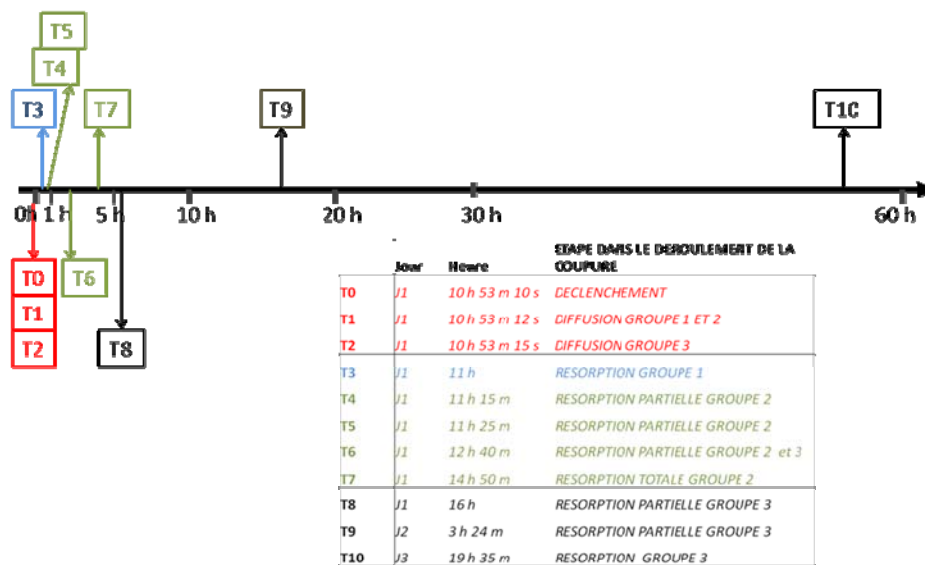 T5
T4
T3
T7
T9
T1C
0h 1 h 5 h 10 h 20 h 30 h 60 h
T0
T6
T1
T2
T8
ETAPE DANS LE DEROULEMENT DE LA
Jour Heure COUPURE
T0 J1 10 h 53 m 10 s DECLENCHEMENT
T1 J1 10 h 53 m 12 s DIFFUSION GROUPE 1 ET 2
T2 J1 10 h 53 m 15 s DIFFUSION GROUPE 3
T3 J1 11 h RESORPTION GROUPE 1
T4 J1 11 h 15 m RESORPTION PARTIELLE GROUPE 2
T5 J1 11 h 25 m RESORPTION PARTIELLE GROUPE 2
T6 J1 12 h 40 m RESORPTION PARTIELLE GROUPE 2 et 3
T7 J1 14 h 50 m RESORPTION TOTALE GROUPE 2
T8 J1 16 h RESORPTION PARTIELLE GROUPE 3
T9 J2 3 h 24 m RESORPTION PARTIELLE GROUPE 3
T10 J3 19 h 35 m RESORPTION GROUPE 3